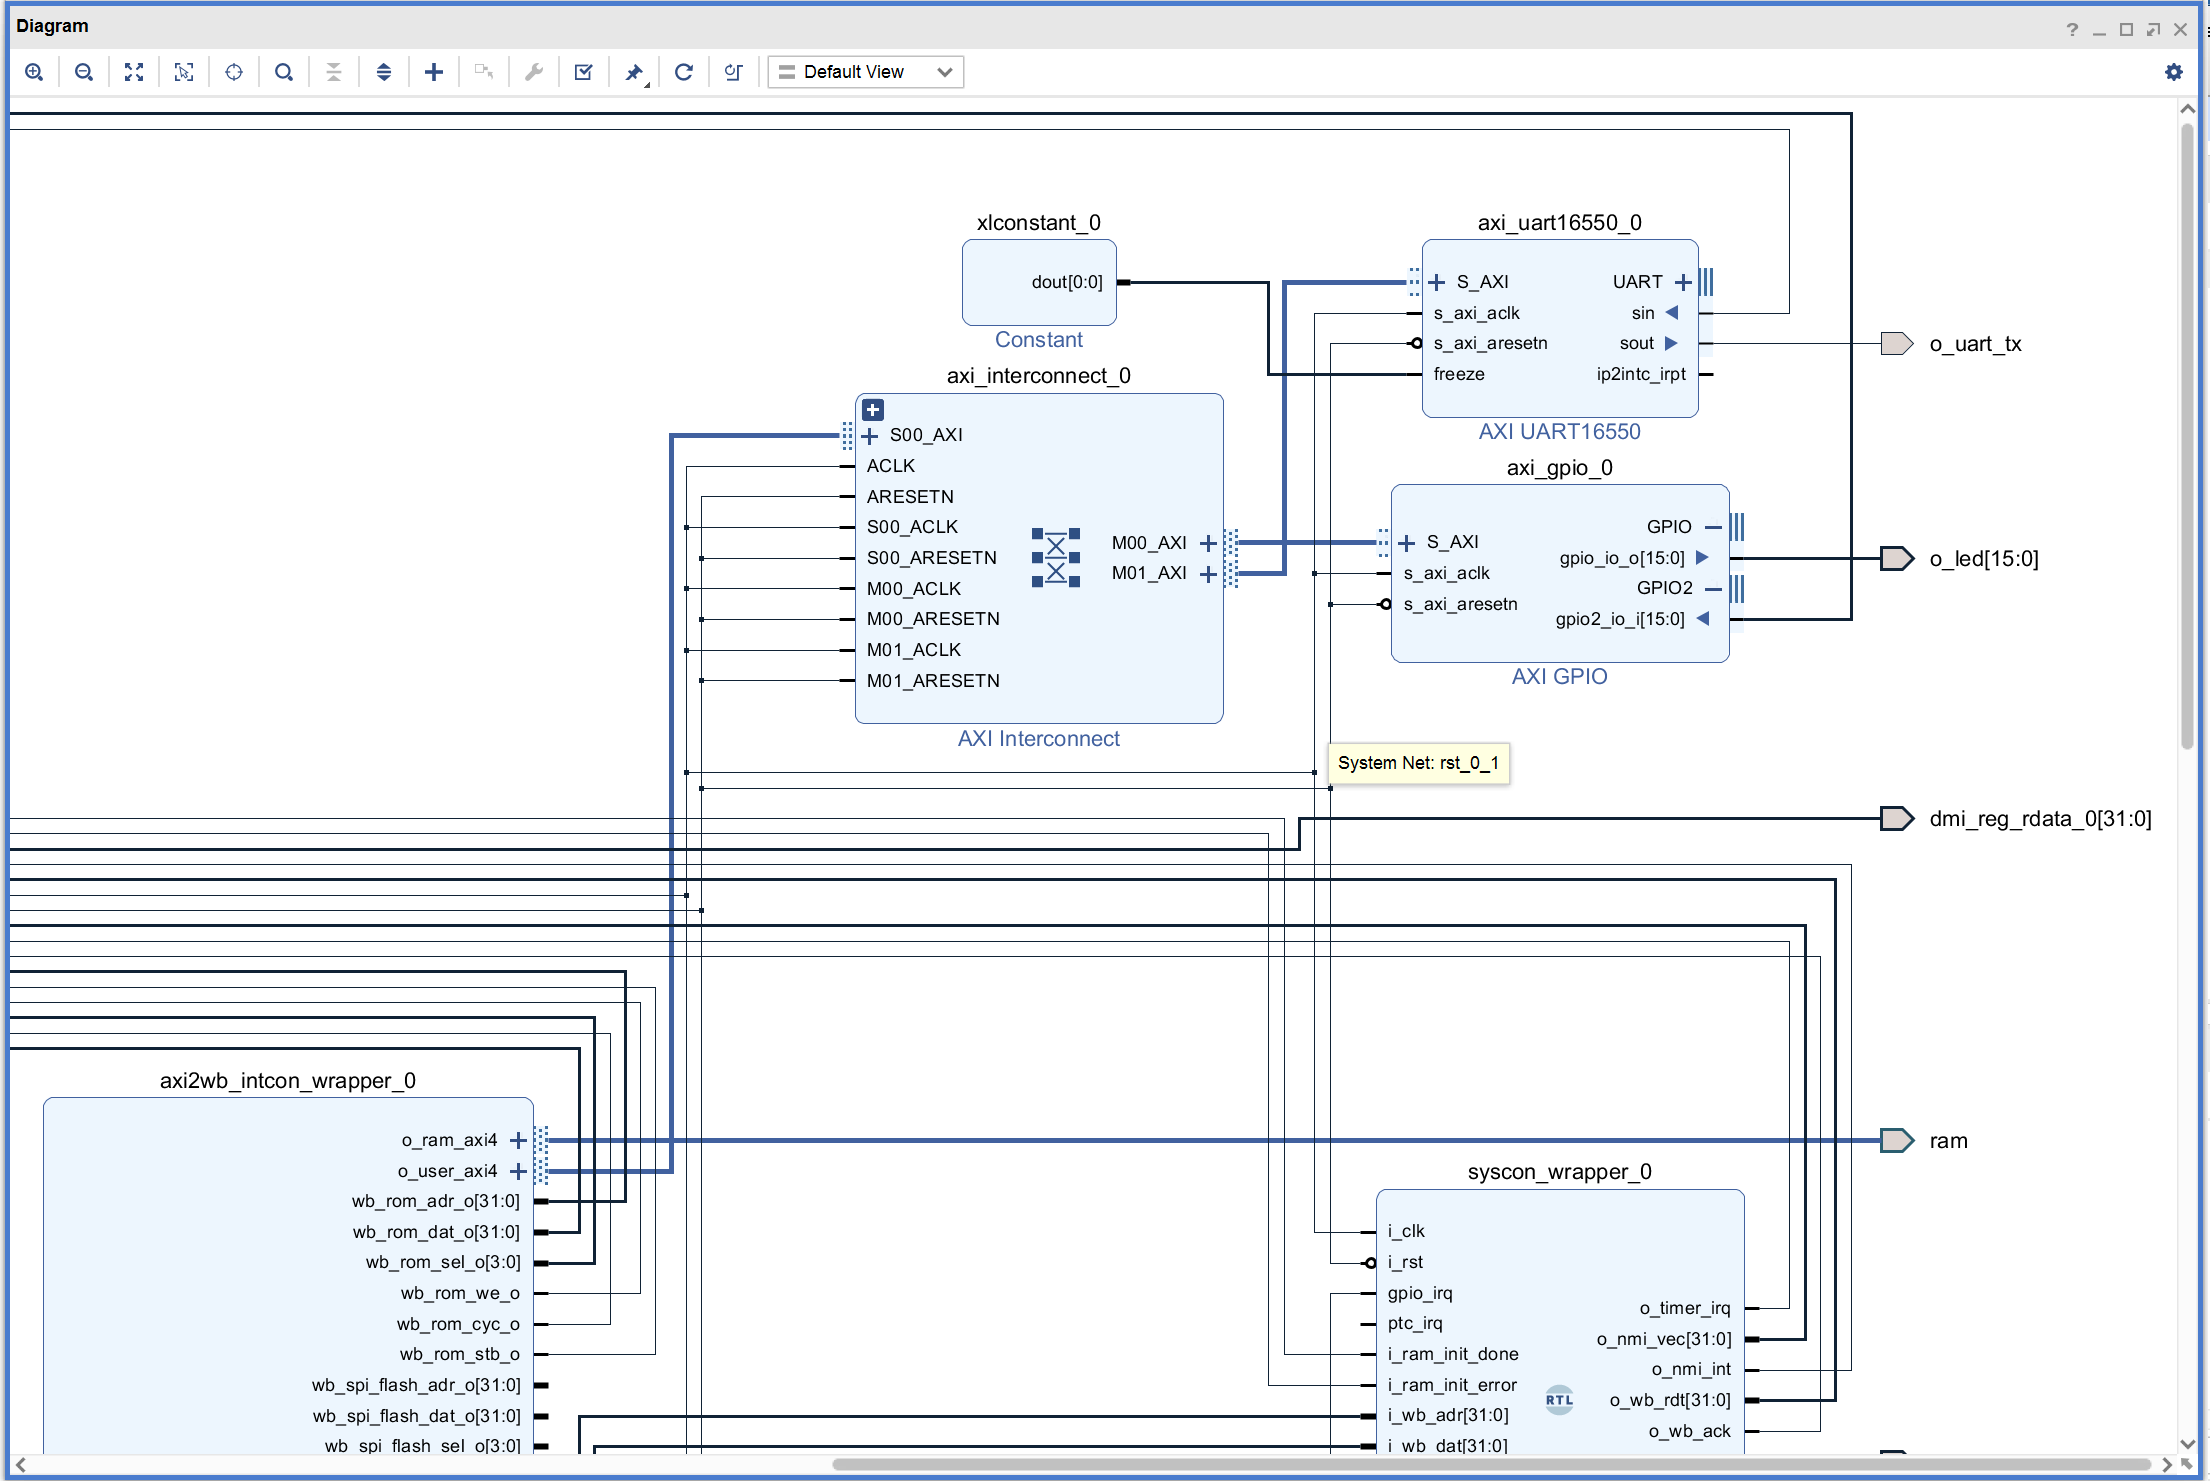 Diagram
Default View
xlconstant_0
dout[0:0]
Constant
axi_uart16550_0
S_AXI
UART
s_axi_aclk
sin
s_axi_aresetn
sout
freeze
ip2intc_irpt
AXI UART16550
o_uart_tx
axi_interconnect_0
S00_AXI
ACLK
ARESETN
S00_ACLK
S00_ARESETN
M00_AXI
M01_AXI
M00_ACLK
M00_ARESETN
M01_ACLK
M01_ARESETN
AXI Interconnect
axi_gpio_0
GPIO
S_AXI
gpio_io_o[15:0]
s_axi_aclk
GPIO2
s_axi_aresetn
gpio2_io_i[15:0]
AXI GPIO
o_led[15:0]
System Net: rst_0_1
dmi_reg_rdata_0[31:0]
axi2wb_intcon_wrapper_0
o_ram_axi4
o_user_axi4
wb_rom_adr_o[31:0]
wb_rom_dat_o[31:0]
wb_rom_sel_o[3:0]
wb_rom_we_o
wb_rom_cyc_o
wb_rom_stb_o
wb_spi_flash_adr_o[31:0]
wb_spi_flash_dat_o[31:0]
wb_spi_flash_sel_o[3:0]
ram
syscon_wrapper_0
i_clk
i_rst
gpio_irq
o_timer_irq
ptc_irq
o_nmi_vec[31:0]
i_ram_init_done
o_nmi_int
i_ram_init_error
RTL
o_wb_rdt[31:0]
i_wb_adr[31:0]
o_wb_ack
i_wb_dat[31:0]